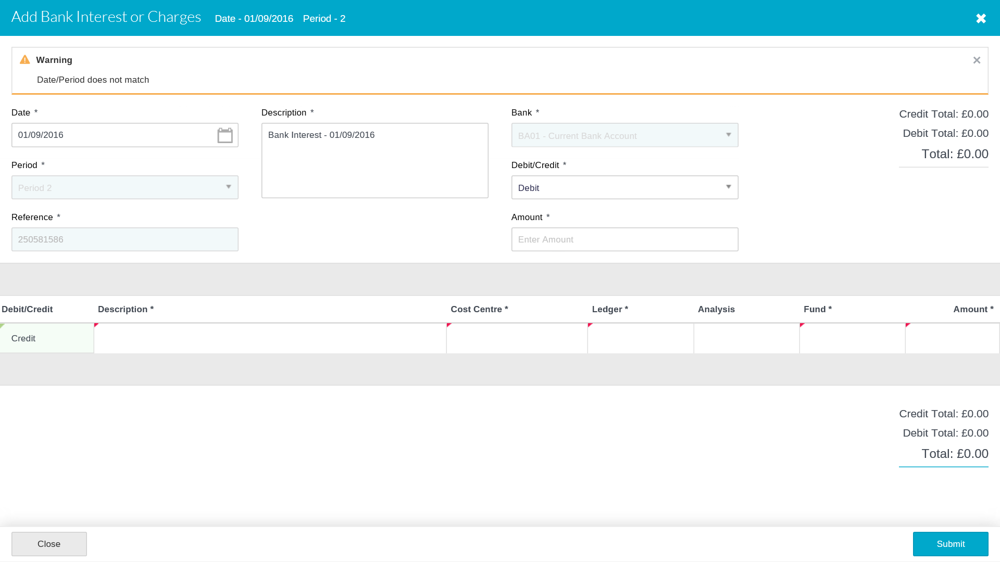 Add Bank Interest or Charges Date - 01/09/2016 Period - 2
Warning
Date/Period does not match
Date *
01/09/2016
Period *
Period 2
Reference *
250581586
Description *
Bank Interest - 01/09/2016
Bank *
BA01 - Current Bank Account
Debit/Credit *
Debit
Amount *
Enter Amount
Credit Total: £0.00
Debit Total: £0.00
Total: £0.00
Debit/Credit Description * Cost Centre * Ledger * Analysis Fund * Amount *
Credit
Credit Total: £0.00
Debit Total: £0.00
Total: £0.00
Close Submit